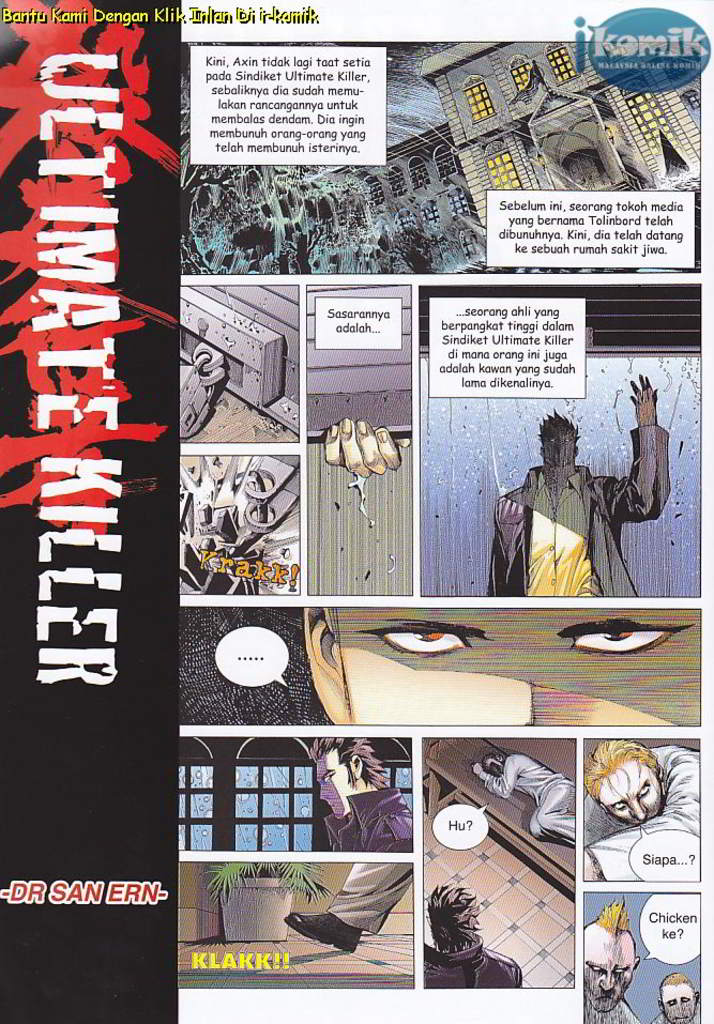 Bantu Kami Dengan Klik Inlan Di i-komik
ikomik
MALAYSIA ONLINE KOMIK
ULTIMATE KILLER
-DR SAN ERN-
Kini, Axin tidak lagi taat setia
pada Sindiket Ultimate Killer,
sebaliknya dia sudah memu-
lakan rancangannya untuk
membalas dendam. Dia ingin
membunuh orang-orang yang
telah membunuh isterinya.
Sebelum ini, seorang tokoh media
yang bernama Tolinbord telah
dibunuhnya. Kini, dia telah datang
ke sebuah rumah sakit jiwa.
Sasarannya
adalah...
...seorang ahli yang
berpangkat tinggi dalam
Sindiket Ultimate Killer
di mana orang ini juga
adalah kawan yang sudah
lama dikenalinya.
Krakk!
.....
Hu?
Siapa...?
KLAKK!!
Chicken
ke?